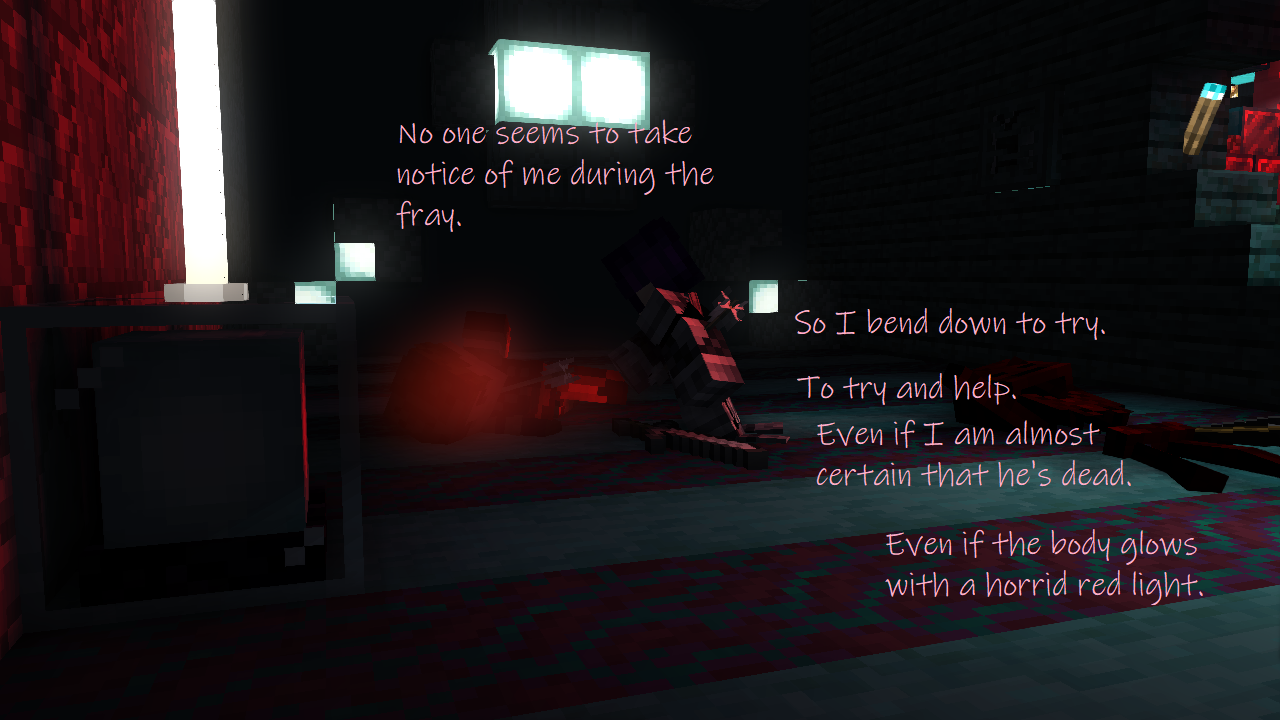 No one seems to take
notice of me during the
fray.
So I bend down to try.
To try and help.
Even if I am almost
certain that he's dead.
Even if the body glows
with a horrid red light.